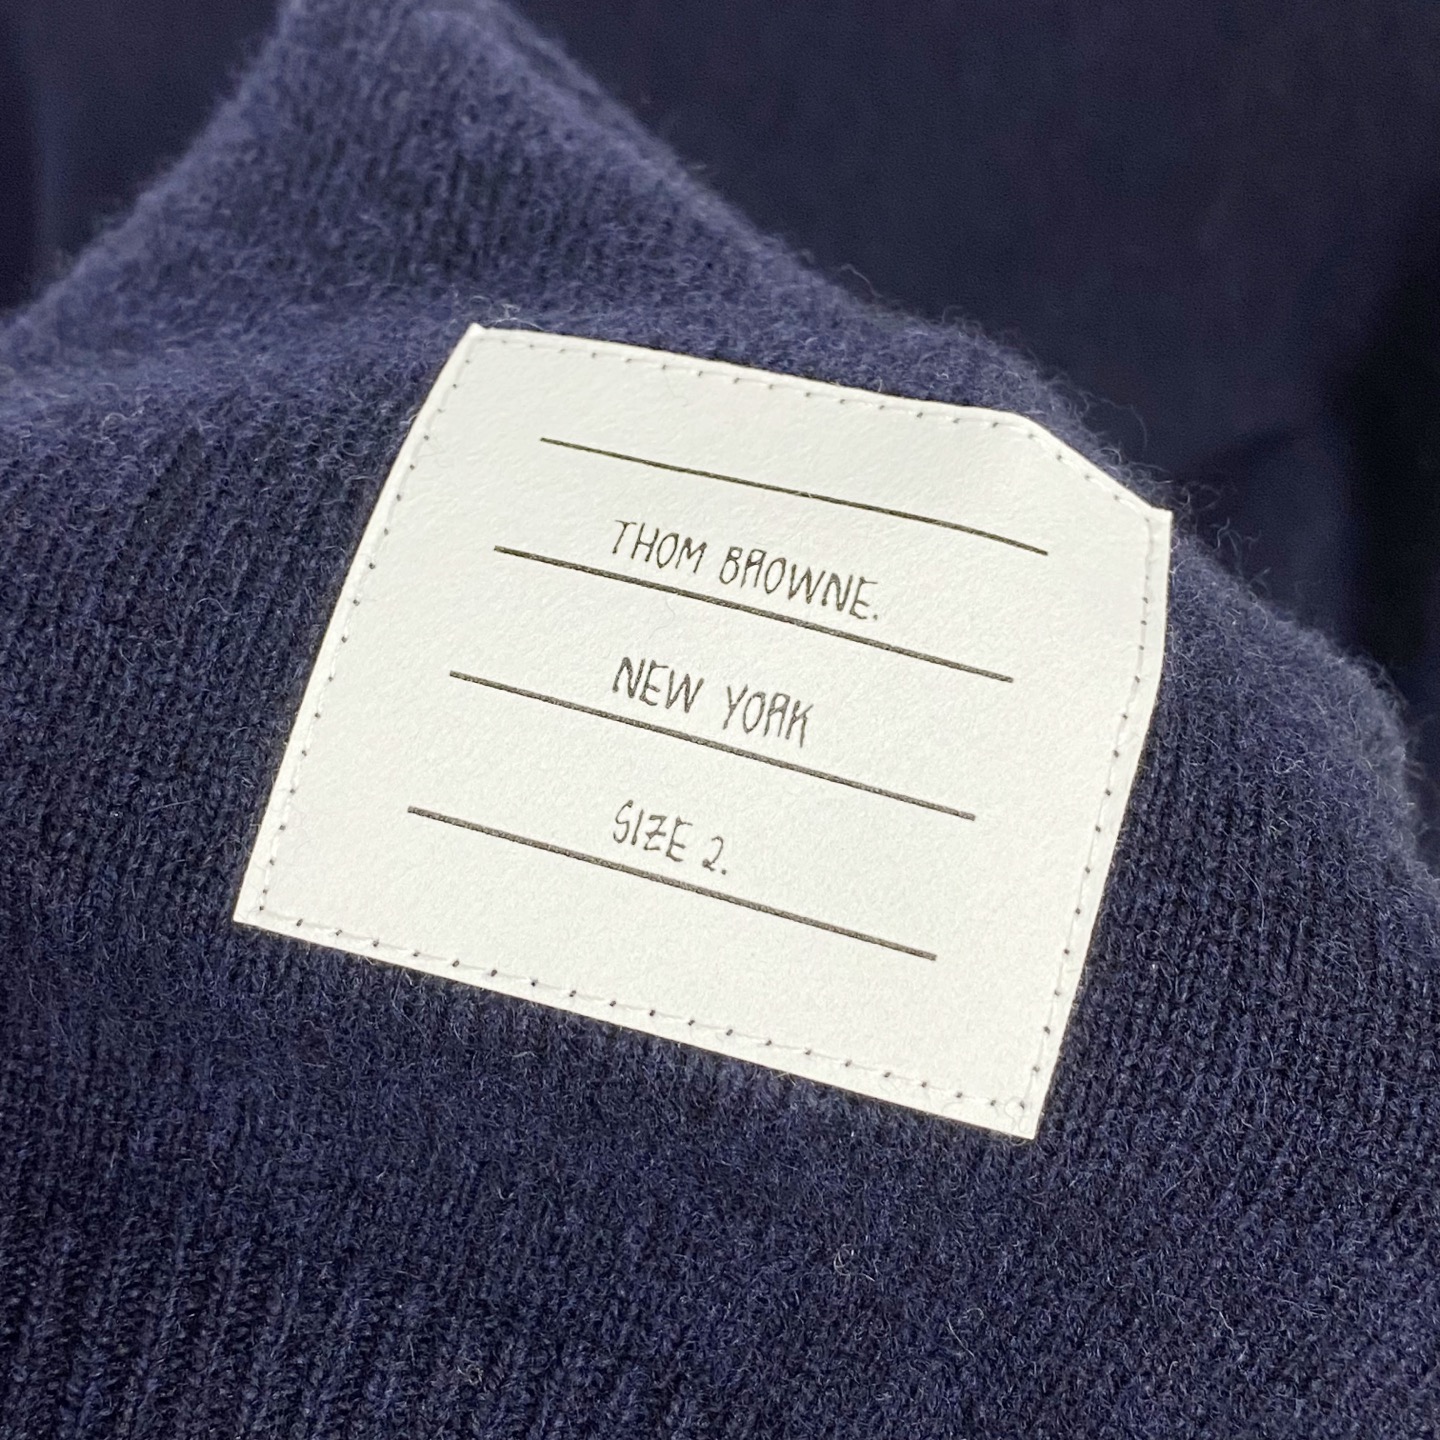 THOM BROWNE.
NEW YORK
SIZE 2.